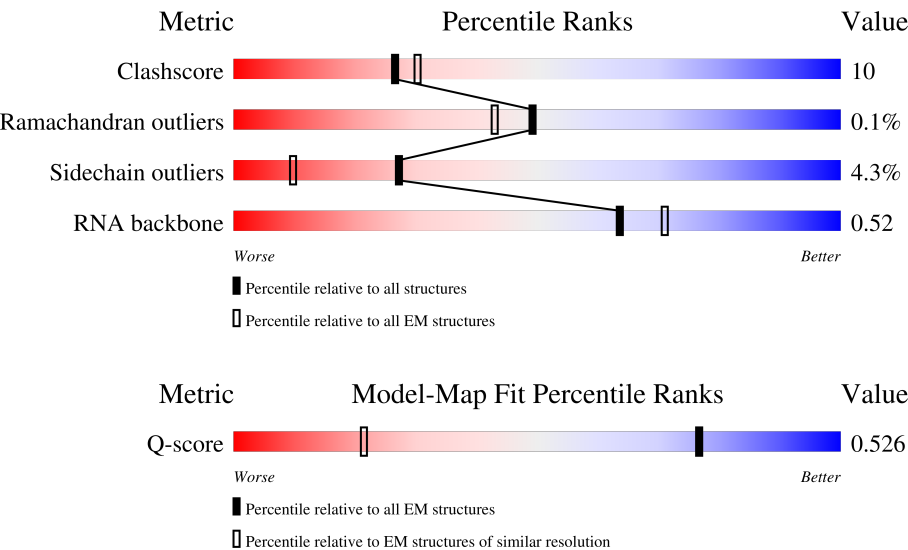 Metric Percentile Ranks Value
Clashscore 10
Ramachandran outliers 0.1%
Sidechain outliers 4.3%
RNA backbone 0.52
Worse Better
Percentile relative to all structures
Percentile relative to all EM structures
Metric Model-Map Fit Percentile Ranks Value
Q-score 0.526
Worse Better
Percentile relative to all EM structures
Percentile relative to EM structures of similar resolution